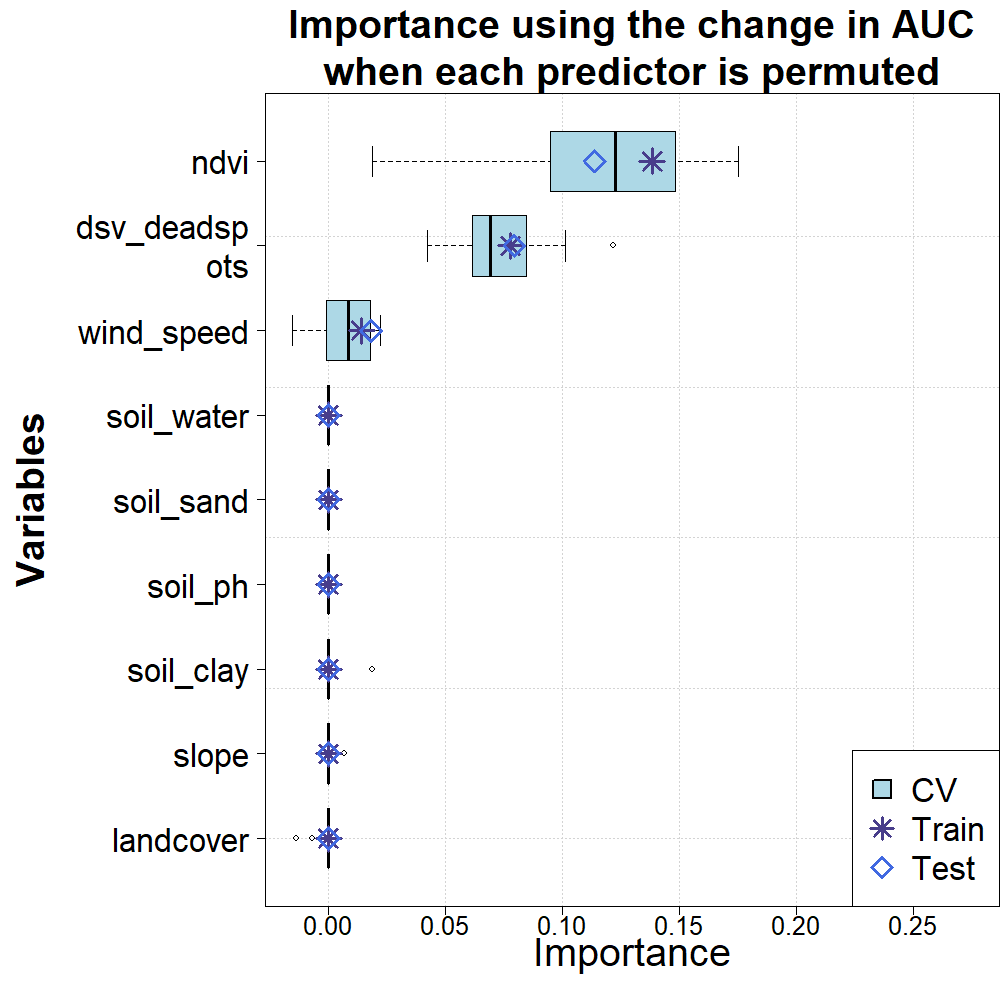 Importance using the change in AUC
when each predictor is permuted
Variables
ndvi
dsv_deadsp
ots
wind_speed
soil_water
soil_sand
soil_ph
soil_clay
slope
landcover
CV
Train
Test
0.00 0.05 0.10 0.15 0.20 0.25
Importance